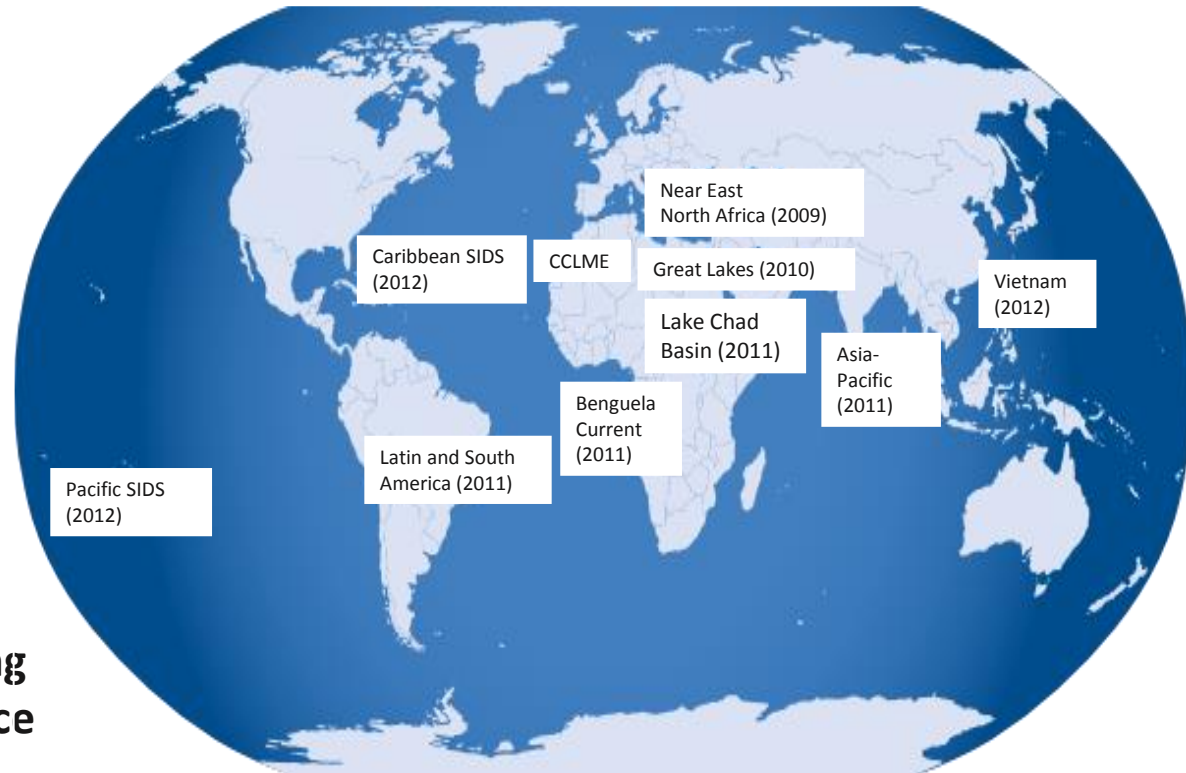 Near East
North Africa (2009)
Caribbean SIDS
(2012)
CCLME
Great Lakes (2010)
Vietnam
(2012)
Lake Chad
Basin (2011)
Asia-
Pacific
(2011)
Benguela
Current
(2011)
Latin and South
America (2011)
Pacific SIDS
(2012)